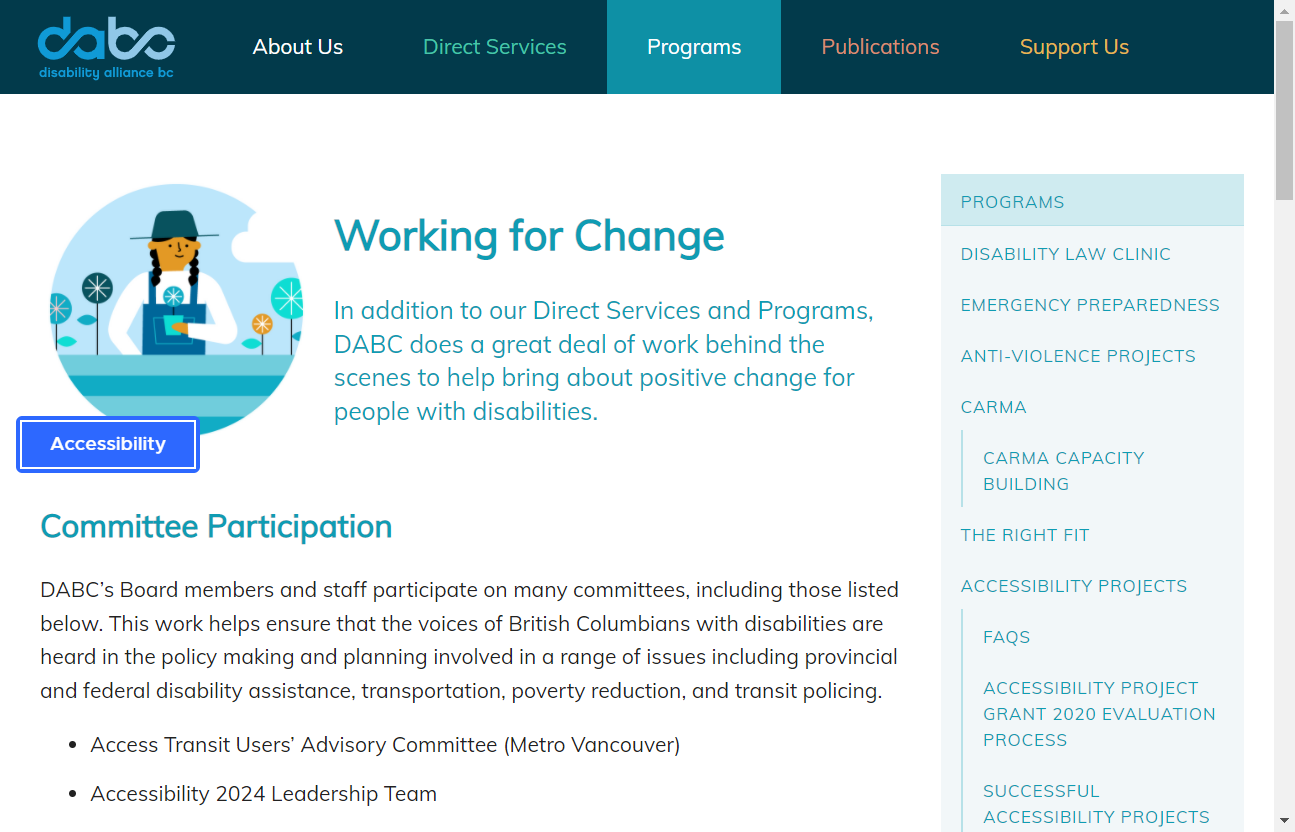 dabc
disability alliance bc
About Us
Direct Services
Programs
Publications
Support Us
Working for Change
In addition to our Direct Services and Programs,
DABC does a great deal of work behind the
scenes to help bring about positive change for
people with disabilities.
Accessibility
Committee Participation
DABC’s Board members and staff participate on many committees, including those listed
below. This work helps ensure that the voices of British Columbians with disabilities are
heard in the policy making and planning involved in a range of issues including provincial
and federal disability assistance, transportation, poverty reduction, and transit policing.
• Access Transit Users’ Advisory Committee (Metro Vancouver)
• Accessibility 2024 Leadership Team
PROGRAMS
DISABILITY LAW CLINIC
EMERGENCY PREPAREDNESS
ANTI-VIOLENCE PROJECTS
CARMA
CARMA CAPACITY
BUILDING
THE RIGHT FIT
ACCESSIBILITY PROJECTS
FAQS
ACCESSIBILITY PROJECT
GRANT 2020 EVALUATION
PROCESS
SUCCESSFUL
ACCESSIBILITY PROJECTS